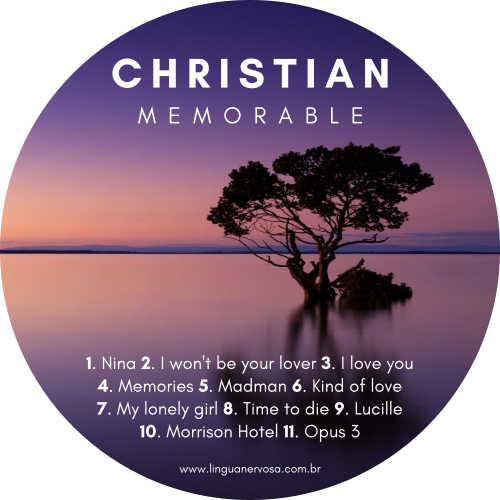 CHRISTIAN
MEMORABLE
1. Nina 2. I won't be your lover 3. I love you
4. Memories 5. Madman 6. Kind of love
7. My lonely girl 8. Time to die 9. Lucille
10. Morrison Hotel 11. Opus 3
www.linguanervosa.com.br